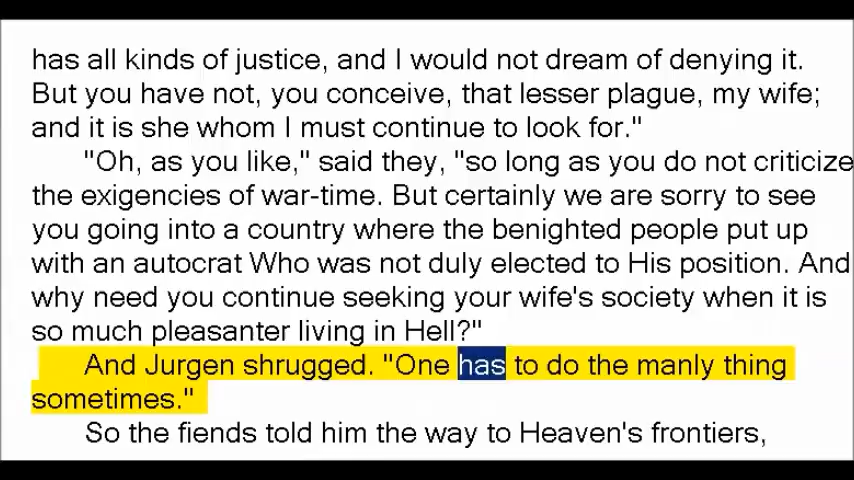 has all kinds of justice, and I would not dream of denying it.
But you have not, you conceive, that lesser plague, my wife;
and it is she whom I must continue to look for."
"Oh, as you like," said they, "so long as you do not criticize
the exigencies of war-time. But certainly we are sorry to see
you going into a country where the benighted people put up
with an autocrat Who was not duly elected to His position. And
why need you continue seeking your wife's society when it is
so much pleasanter living in Hell?"
And Jurgen shrugged. "One has to do the manly thing
sometimes."
So the fiends told him the way to Heaven's frontiers,